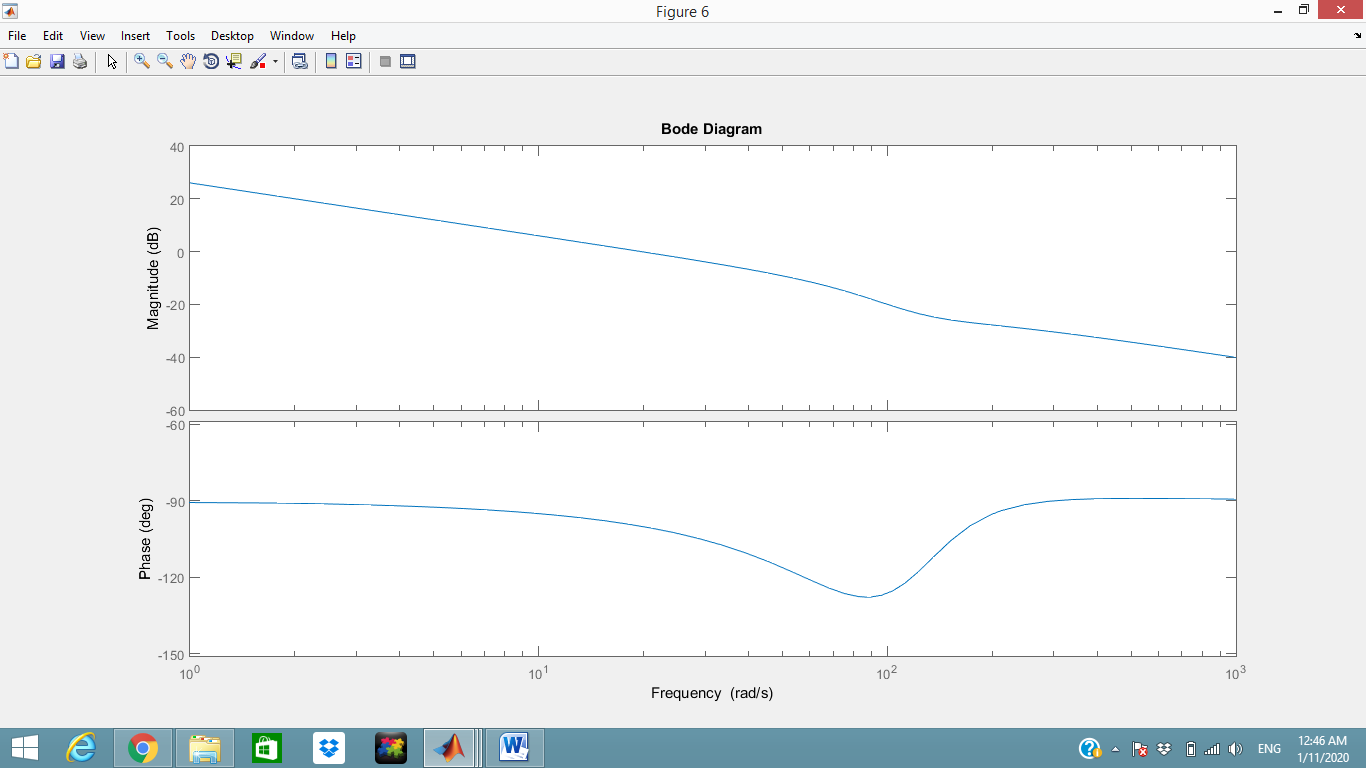 Figure 6
File Edit View Insert Tools Desktop Window Help
Bode Diagram
Magnitude (dB)
40
20
0
-20
-40
-60
Phase (deg)
-60
-90
-120
-150
10^0 10^1 10^2 10^3
Frequency (rad/s)
ENG
12:46 AM
1/11/2020